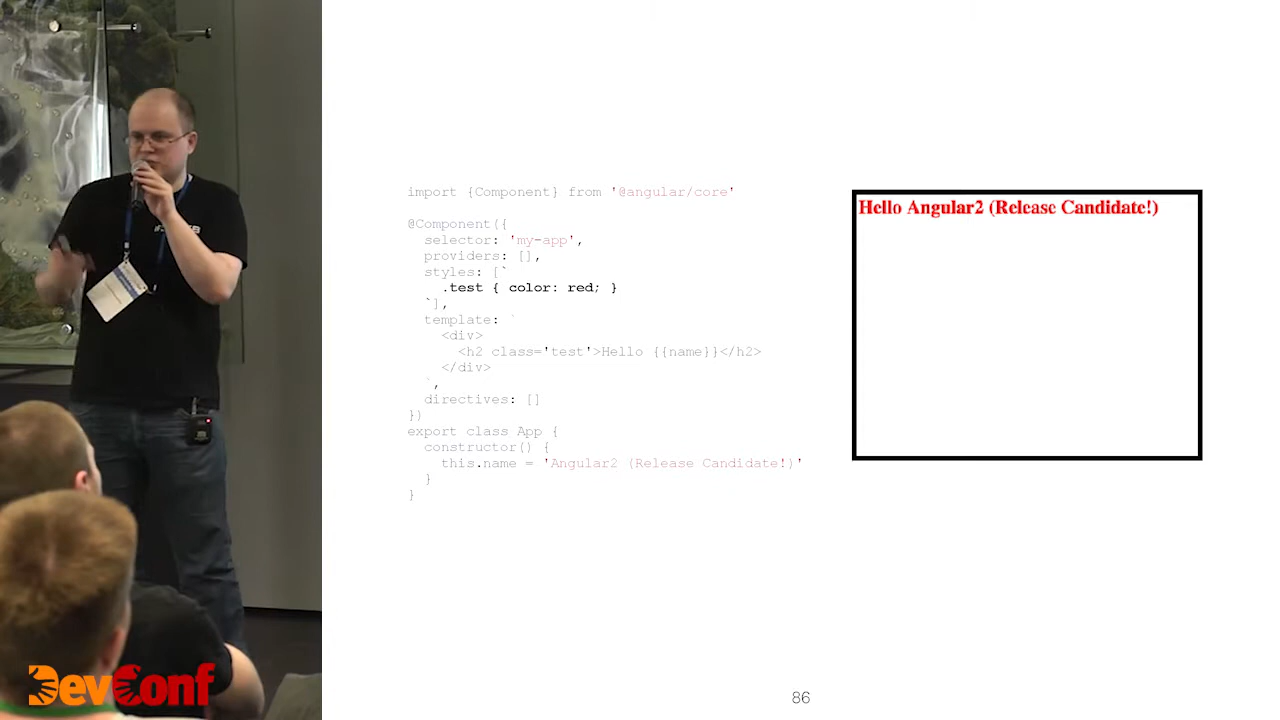 import {Component} from '@angular/core'
@Component({
selector: 'my-app',
providers: [],
styles: [`
.test { color: red; }
`],
template: `
<div>
<h2 class='test'>Hello {{name}}</h2>
</div>
`,
directives: []
})
export class App {
constructor() {
this.name = 'Angular2 (Release Candidate!)'
}
}
Hello Angular2 (Release Candidate!)
DevConf
86